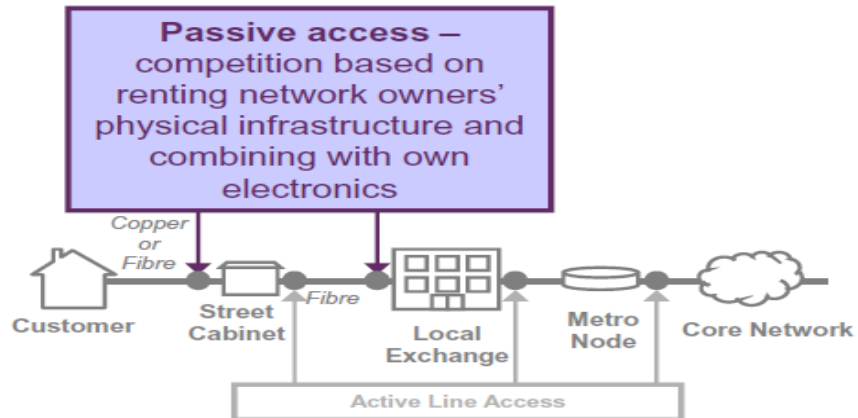 Passive access –
competition based on
renting network owners’
physical infrastructure and
combining with own
electronics
Copper
or
Fibre
Fibre
Customer
Street
Cabinet
Local
Exchange
Metro
Node
Core Network
Active Line Access